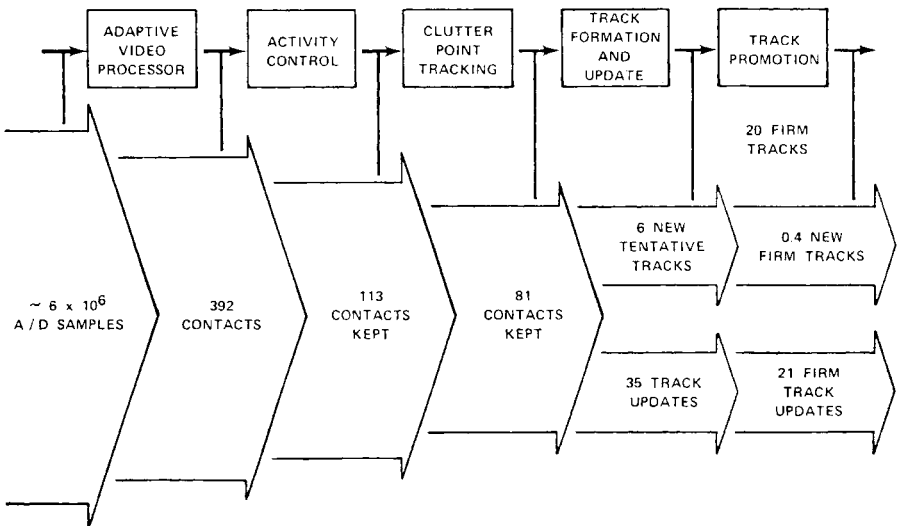 ADAPTIVE
VIDEO
PROCESSOR
ACTIVITY
CONTROL
CLUTTER
POINT
TRACKING
TRACK
FORMATION
AND
UPDATE
TRACK
PROMOTION
20 FIRM
TRACKS
~ 6 x 10⁶
A/D SAMPLES
392
CONTACTS
113
CONTACTS
KEPT
81
CONTACTS
KEPT
6 NEW
TENTATIVE
TRACKS
0.4 NEW
FIRM TRACKS
35 TRACK
UPDATES
21 FIRM
TRACK
UPDATES